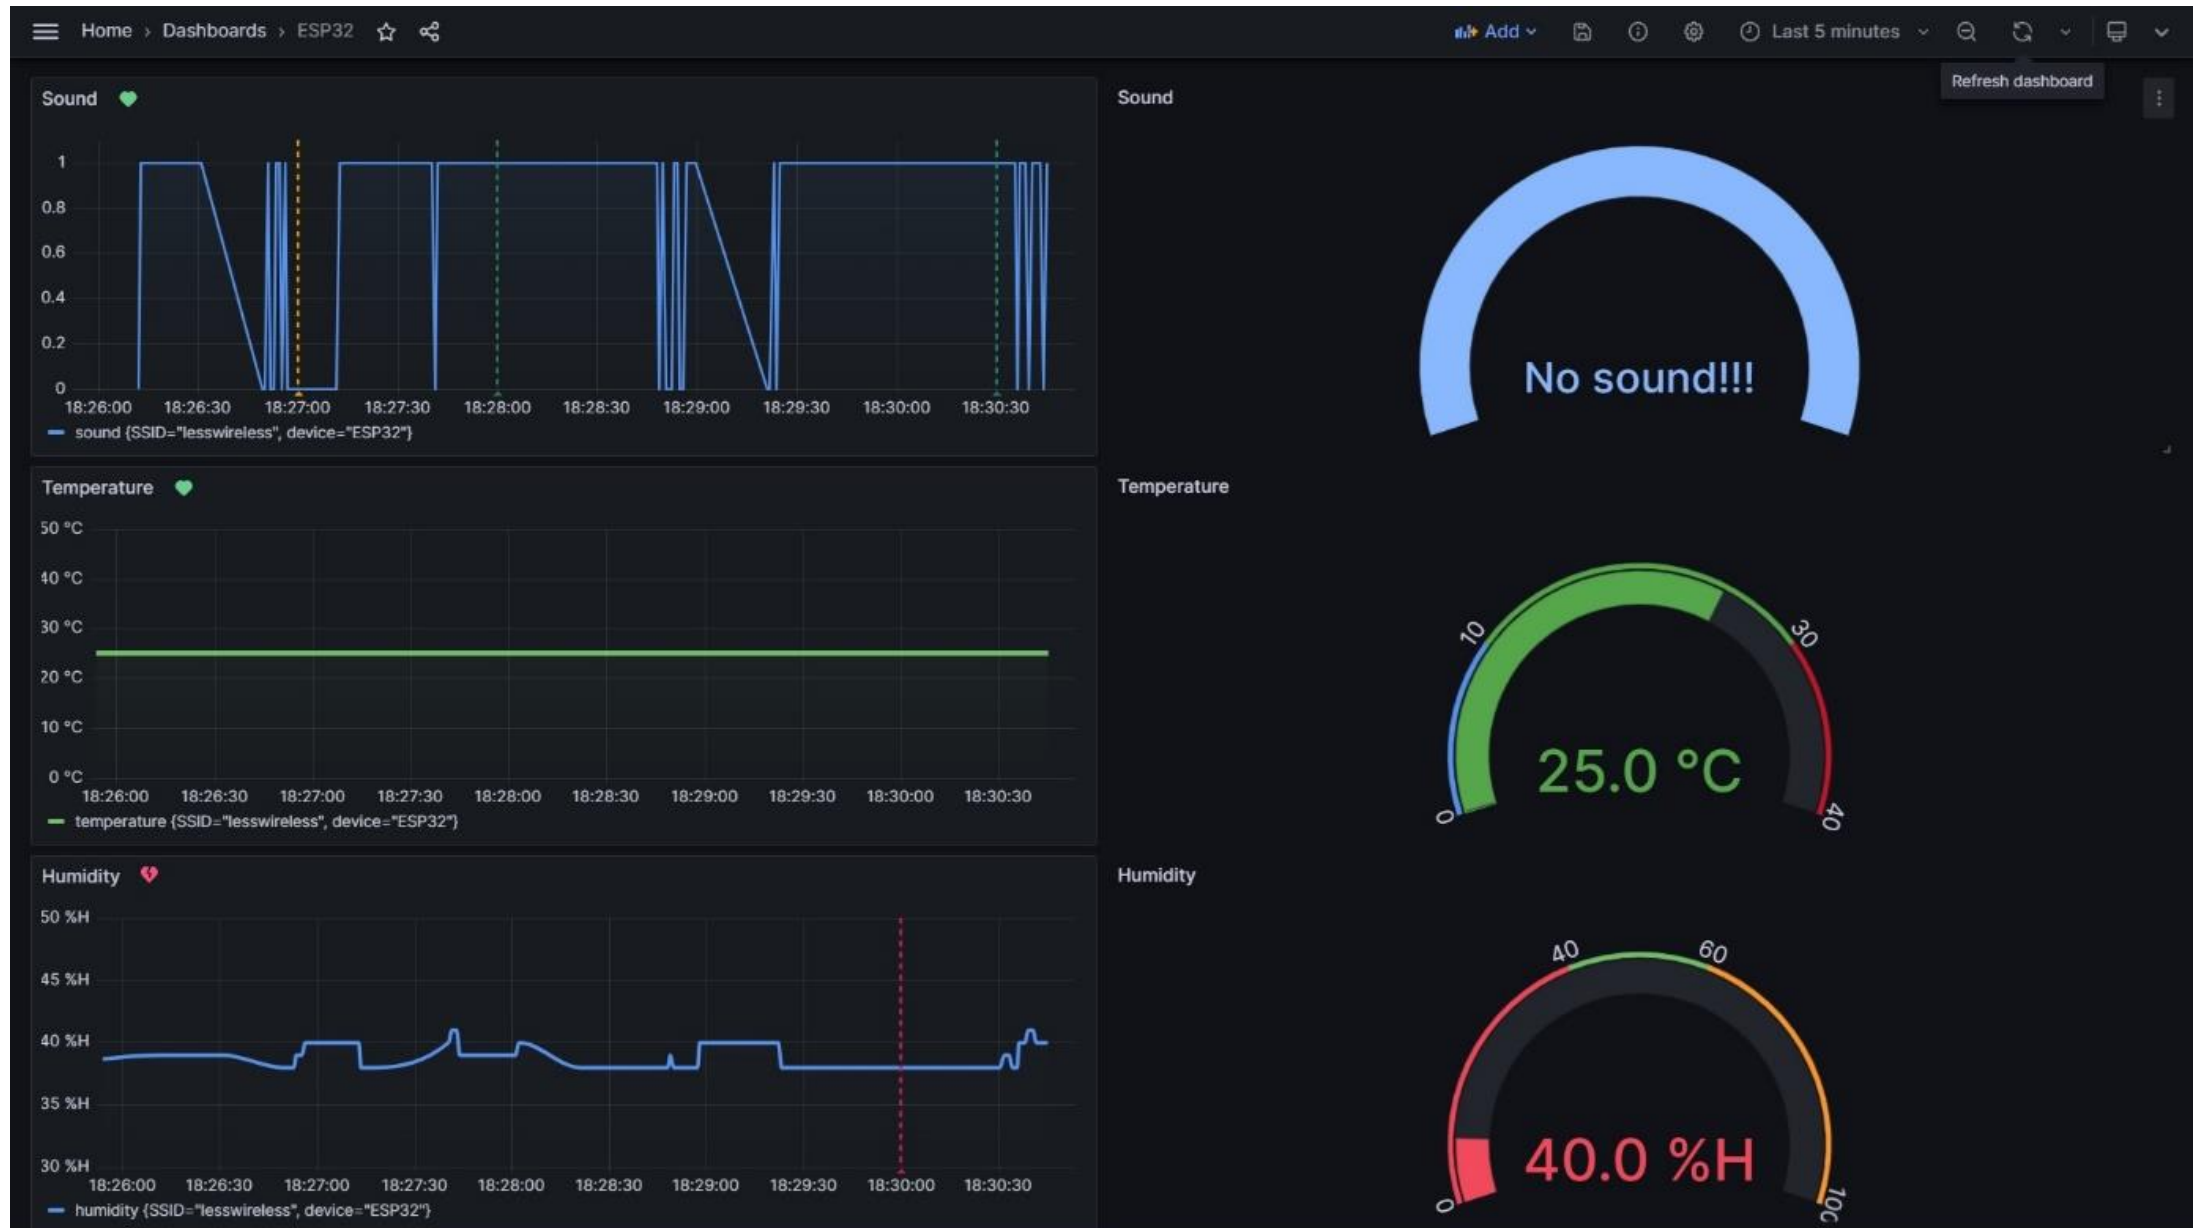 Home › Dashboards › ESP32
Add
Last 5 minutes
Refresh dashboard
Sound
1
0.8
0.6
0.4
0.2
0
18:26:00 18:26:30 18:27:00 18:27:30 18:28:00 18:28:30 18:29:00 18:29:30 18:30:00 18:30:30
sound {SSID="lesswireless", device="ESP32"}
Sound
No sound!!!
Temperature
50 °C
40 °C
30 °C
20 °C
10 °C
0 °C
18:26:00 18:26:30 18:27:00 18:27:30 18:28:00 18:28:30 18:29:00 18:29:30 18:30:00 18:30:30
temperature {SSID="lesswireless", device="ESP32"}
Temperature
10 30
25.0 °C
0 40
Humidity
50 %H
45 %H
40 %H
35 %H
30 %H
18:26:00 18:26:30 18:27:00 18:27:30 18:28:00 18:28:30 18:29:00 18:29:30 18:30:00 18:30:30
humidity {SSID="lesswireless", device="ESP32"}
Humidity
40 60
40.0 %H
0 100